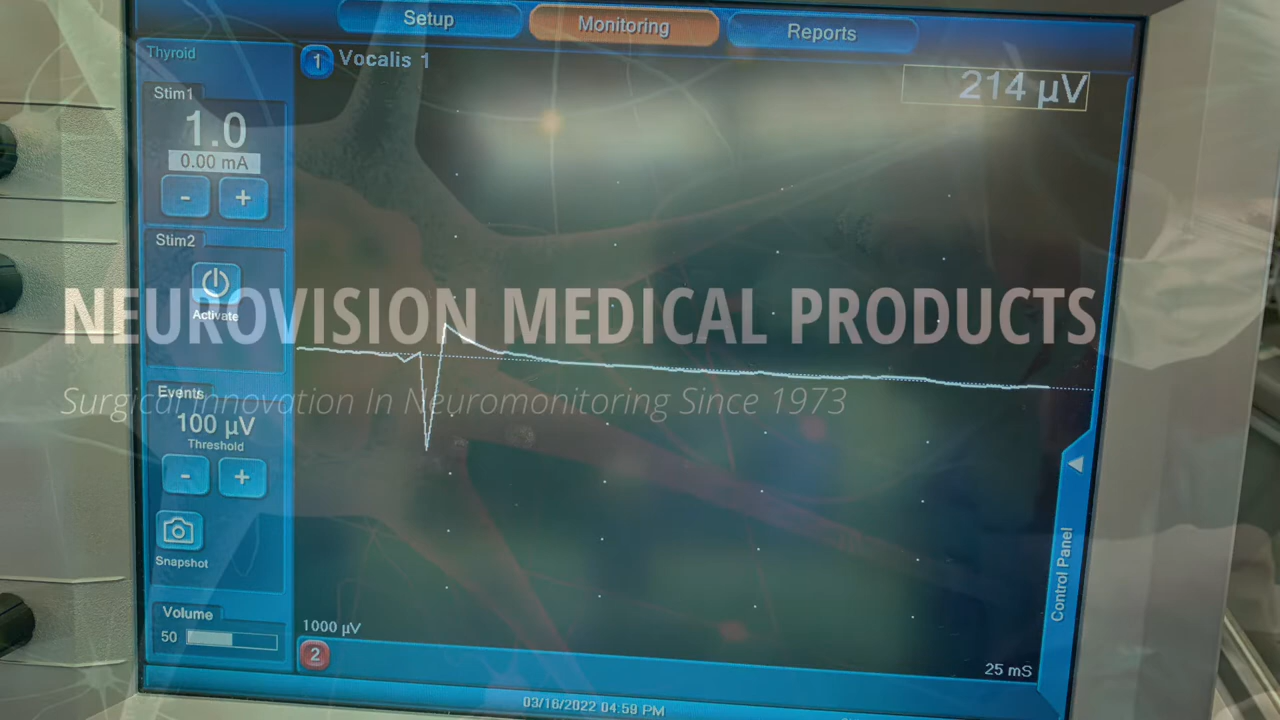 Setup
Monitoring
Reports
Thyroid
1
Vocalis 1
214 µV
Stim1
1.0
0.00 mA
-
+
Stim2
Activate
NEUROVISION MEDICAL PRODUCTS
Surgical Innovation In Neuromonitoring Since 1973
Events
100 µV
Threshold
-
+
Snapshot
Control Panel
Volume
50
1000 µV
2
25 mS
03/16/2022 04:59 PM